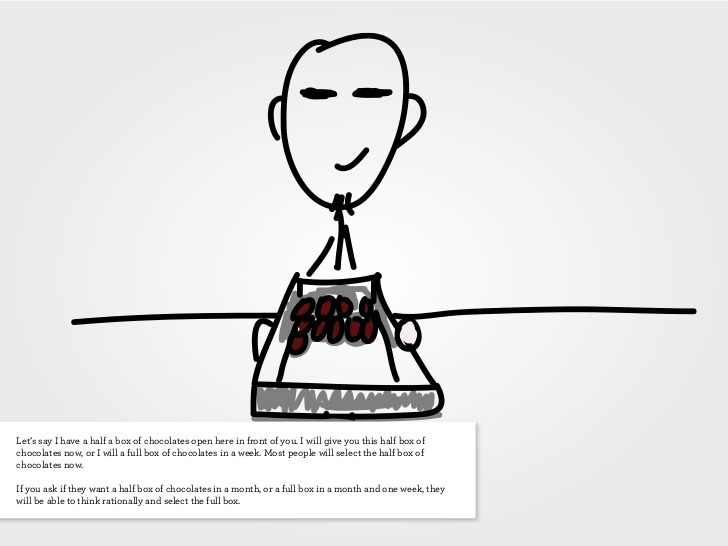 Let's say I have a half a box of chocolates open here in front of you. I will give you this half box of
chocolates now, or I will a full box of chocolates in a week. Most people will select the half box of
chocolates now.
If you ask if they want a half box of chocolates in a month, or a full box in a month and one week, they
will be able to think rationally and select the full box.